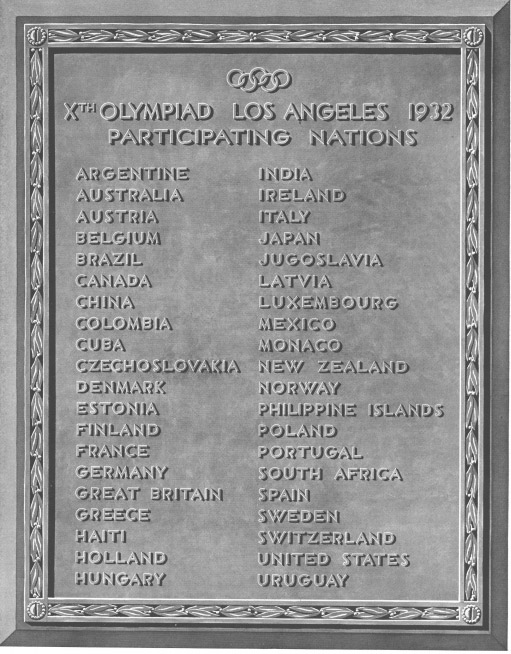 XTH OLYMPIAD LOS ANGELES 1932
PARTICIPATING NATIONS
ARGENTINE
AUSTRALIA
AUSTRIA
BELGIUM
BRAZIL
CANADA
CHINA
COLOMBIA
CUBA
CZECHOSLOVAKIA
DENMARK
ESTONIA
FINLAND
FRANCE
GERMANY
GREAT BRITAIN
GREECE
HAITI
HOLLAND
HUNGARY
INDIA
IRELAND
ITALY
JAPAN
JUGOSLAVIA
LATVIA
LUXEMBOURG
MEXICO
MONACO
NEW ZEALAND
NORWAY
PHILIPPINE ISLANDS
POLAND
PORTUGAL
SOUTH AFRICA
SPAIN
SWEDEN
SWITZERLAND
UNITED STATES
URUGUAY